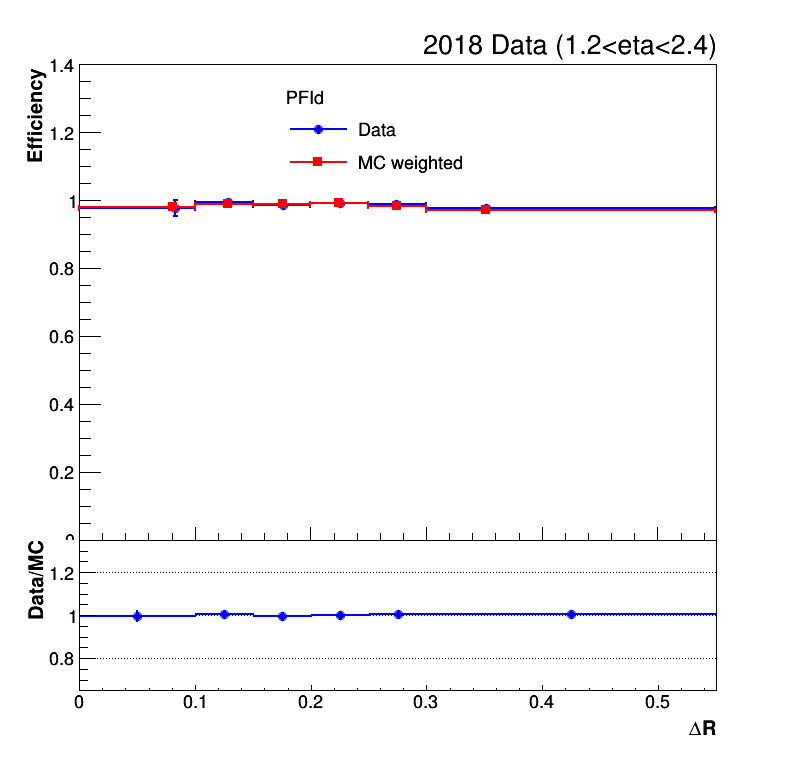 2018 Data (1.2<eta<2.4)
Efficiency
1.4
1.2
1
0.8
0.6
0.4
0.2
0
PFId
Data
MC weighted
Data/MC
1.2
1
0.8
0 0.1 0.2 0.3 0.4 0.5
ΔR